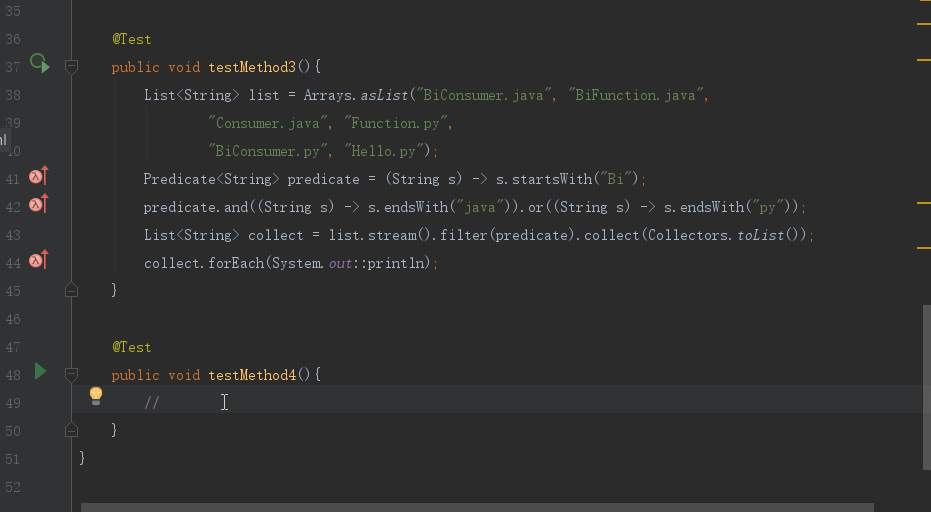 35
36 @Test
37 public void testMethod3(){
38 List<String> list = Arrays.asList("BiConsumer.java", "BiFunction.java",
39 "Consumer.java", "Function.py",
40 "BiConsumer.py", "Hello.py");
41 Predicate<String> predicate = (String s) -> s.startsWith("Bi");
42 predicate.and((String s) -> s.endsWith("java")).or((String s) -> s.endsWith("py"));
43 List<String> collect = list.stream().filter(predicate).collect(Collectors.toList());
44 collect.forEach(System.out::println);
45 }
46
47 @Test
48 public void testMethod4(){
49 //
50 }
51 }
52